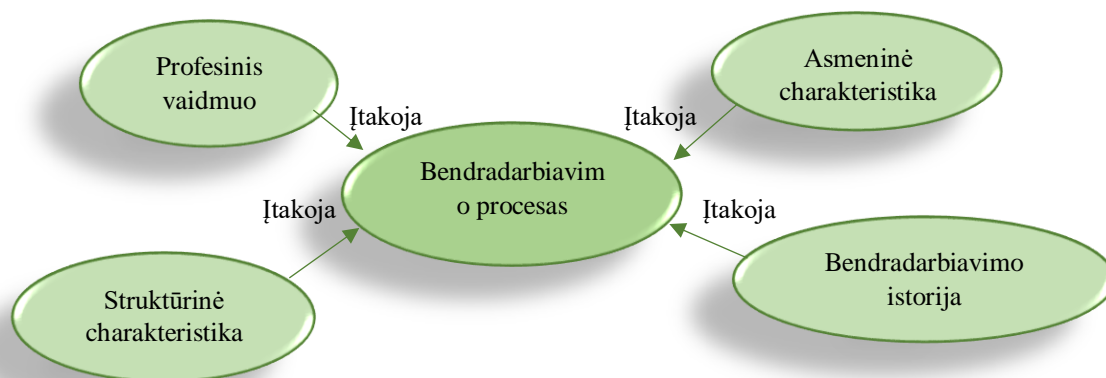 Profesinis
vaidmuo
Įtakoja
Asmeninė
charakteristika
Įtakoja
Bendradarbiavim
o procesas
Įtakoja
Struktūrinė
charakteristika
Įtakoja
Bendradarbiavimo
istorija